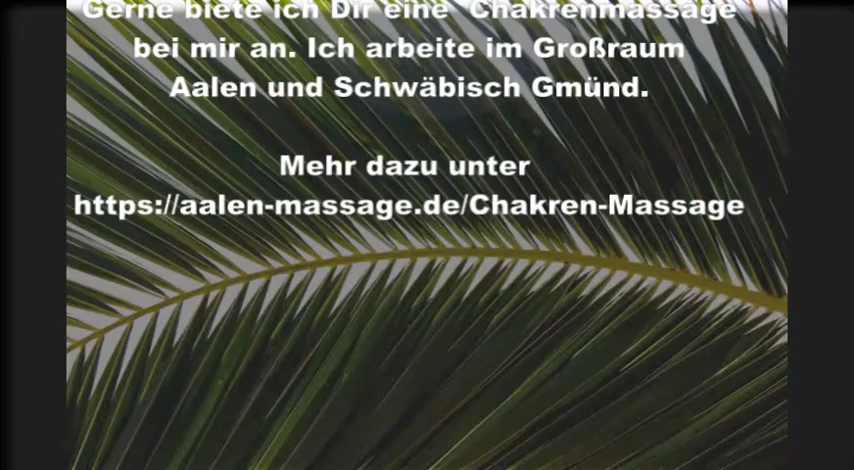 Gerne biete ich Dir eine Chakrenmassage
bei mir an. Ich arbeite im Großraum
Aalen und Schwäbisch Gmünd.
Mehr dazu unter
https://aalen-massage.de/Chakren-Massage